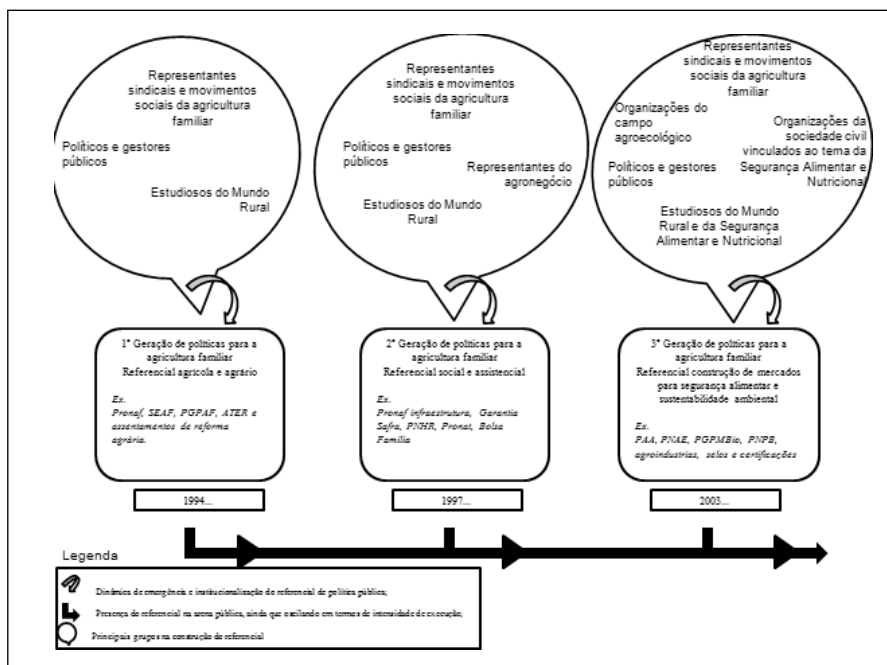 Representantes
sindicais e movimentos
sociais da agricultura
familiar
Políticos e gestores
públicos
Estudiosos do Mundo
Rural
Representantes
sindicais e movimentos
sociais da agricultura
familiar
Políticos e gestores
públicos
Representantes do
agronegócio
Estudiosos do Mundo
Rural
Representantes
sindicais e movimentos
sociais da agricultura
familiar
Organizações do
campo
agroecológico
Organizações da
sociedade civil
vinculados ao tema da
Segurança Alimentar e
Nutricional
Políticos e gestores
públicos
Estudiosos do Mundo
Rural e da Segurança
Alimentar e Nutricional
1ª Geração de políticas para a
agricultura familiar
Referencial agrícola e agrário
Ex.
Pronaf, SEAF, PGPAF, ATER e
assentamentos de reforma
agrária.
2ª Geração de políticas para a
agricultura familiar
Referencial social e assistencial
Ex.
Pronaf infraestrutura, Garantia
Safra, PNHR, Pronat, Bolsa
Família
3ª Geração de políticas para a
agricultura familiar
Referencial construção de mercados
para segurança alimentar e
sustentabilidade ambiental
Ex.
PAA, PNAE, PGPMBio, PNPB,
agroindustrias, selos e certificações
1994...
1997...
2003...
Legenda
Dinâmica de emergência e institucionalização do referencial de política pública;
Presença do referencial na arena pública, ainda que oscilando em termos de intensidade de execução;
Principais grupos na construção do referencial